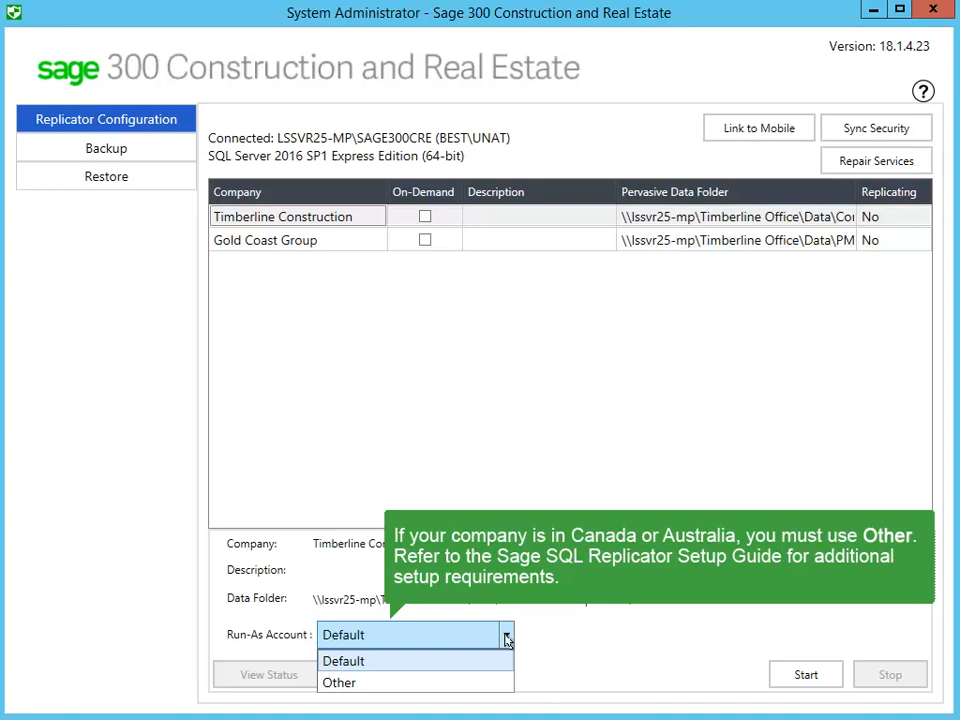 System Administrator - Sage 300 Construction and Real Estate
Version: 18.1.4.23
sage 300 Construction and Real Estate
?
Replicator Configuration
Backup
Restore
Connected: LSSVR25-MP\SAGE300CRE (BEST\UNAT)
SQL Server 2016 SP1 Express Edition (64-bit)
Link to Mobile
Sync Security
Repair Services
Company On-Demand Description Pervasive Data Folder Replicating
Timberline Construction \\lssvr25-mp\Timberline Office\Data\Cor No
Gold Coast Group \\lssvr25-mp\Timberline Office\Data\PM No
If your company is in Canada or Australia, you must use Other.
Refer to the Sage SQL Replicator Setup Guide for additional
setup requirements.
Company: Timberline Co
Description:
Data Folder: \\lssvr25-mp\T
Run-As Account : Default
Default
Other
View Status
Start
Stop